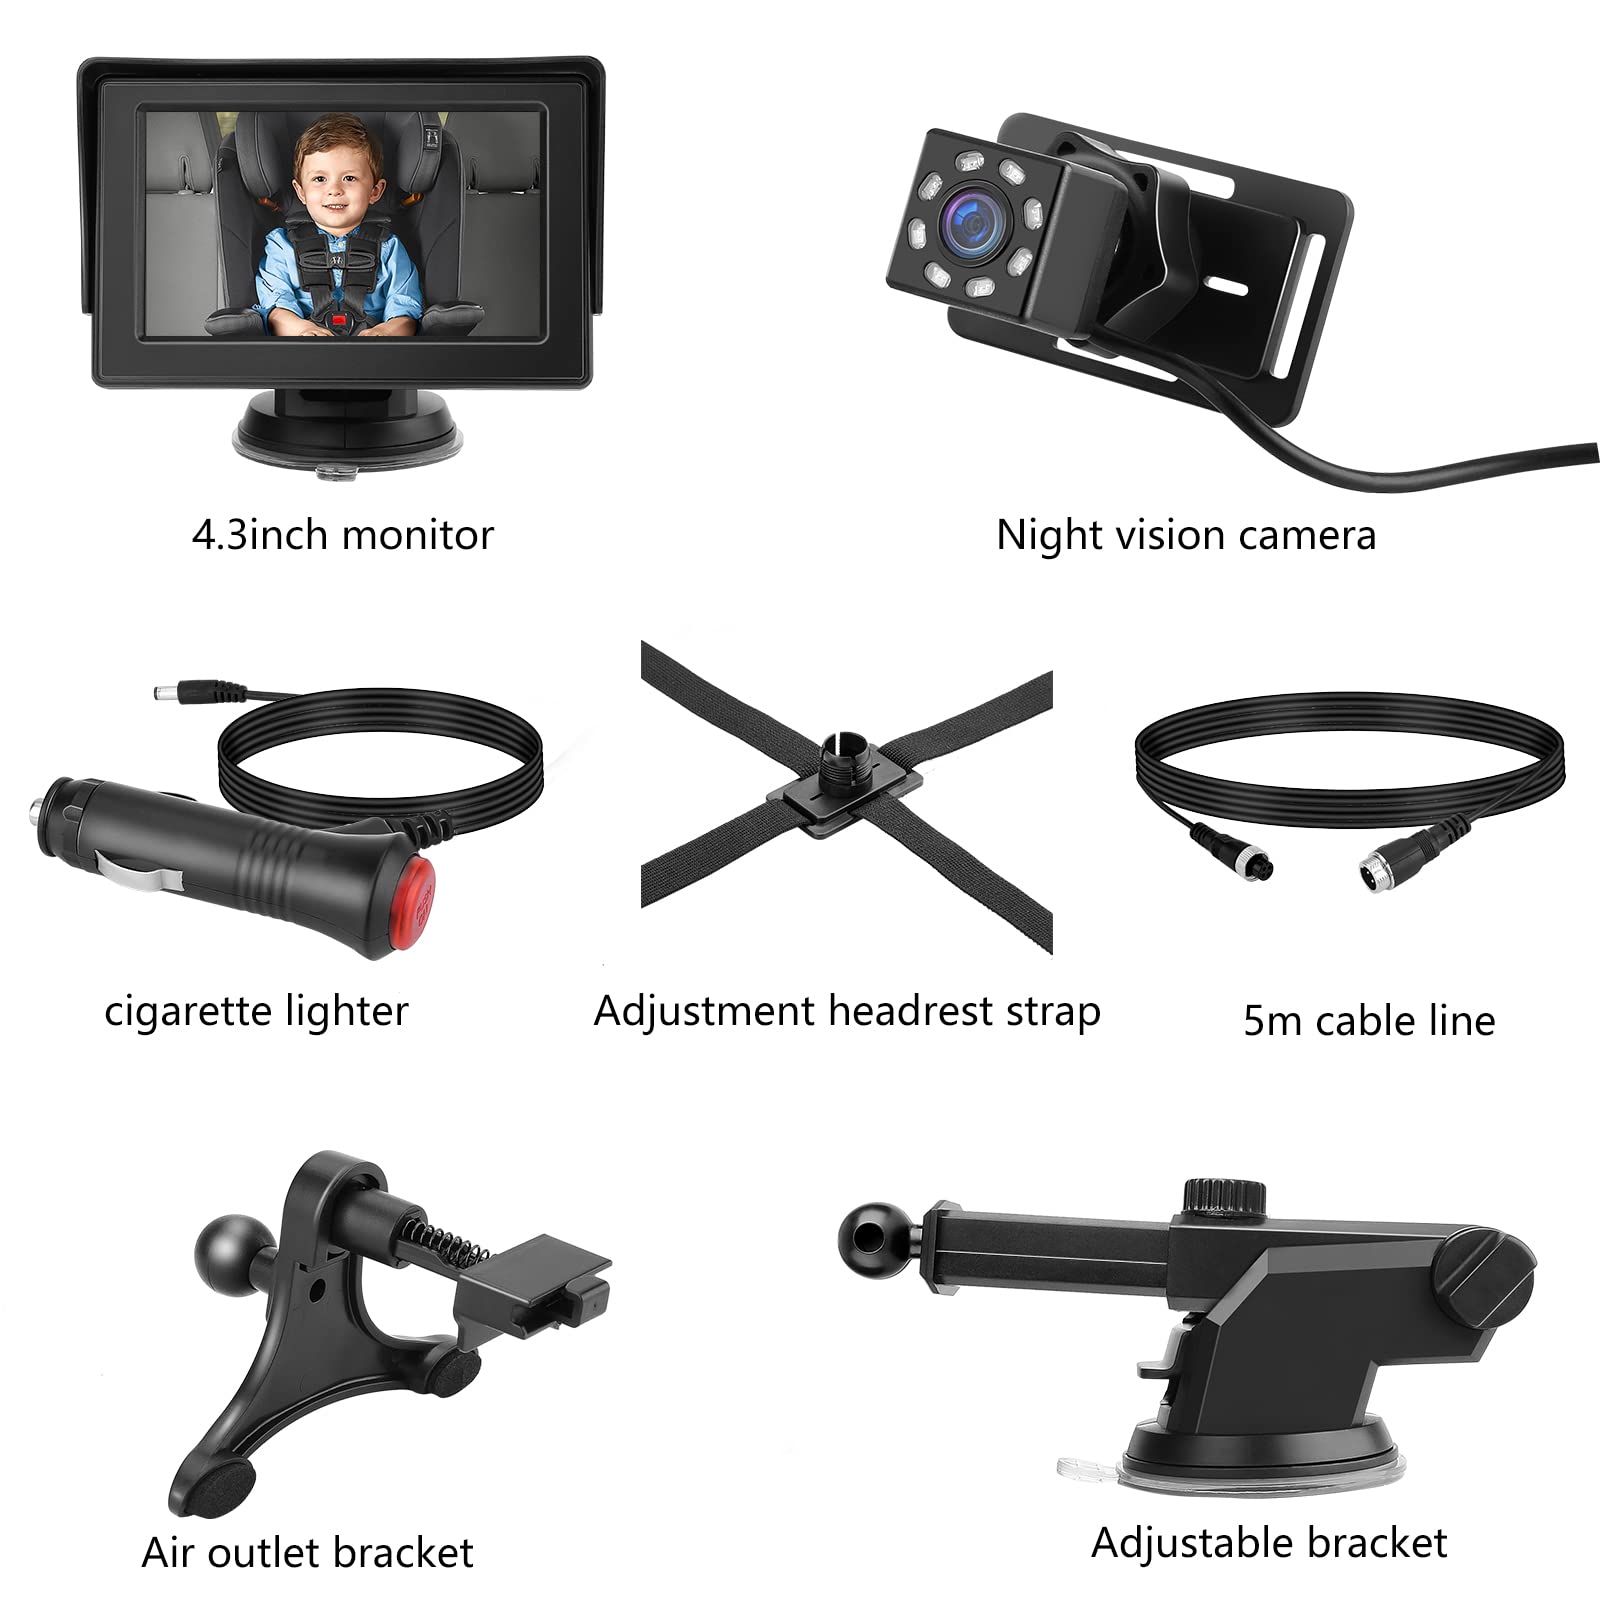 4.3inch monitor
Night vision camera
cigarette lighter
Adjustment headrest strap
5m cable line
Air outlet bracket
Adjustable bracket